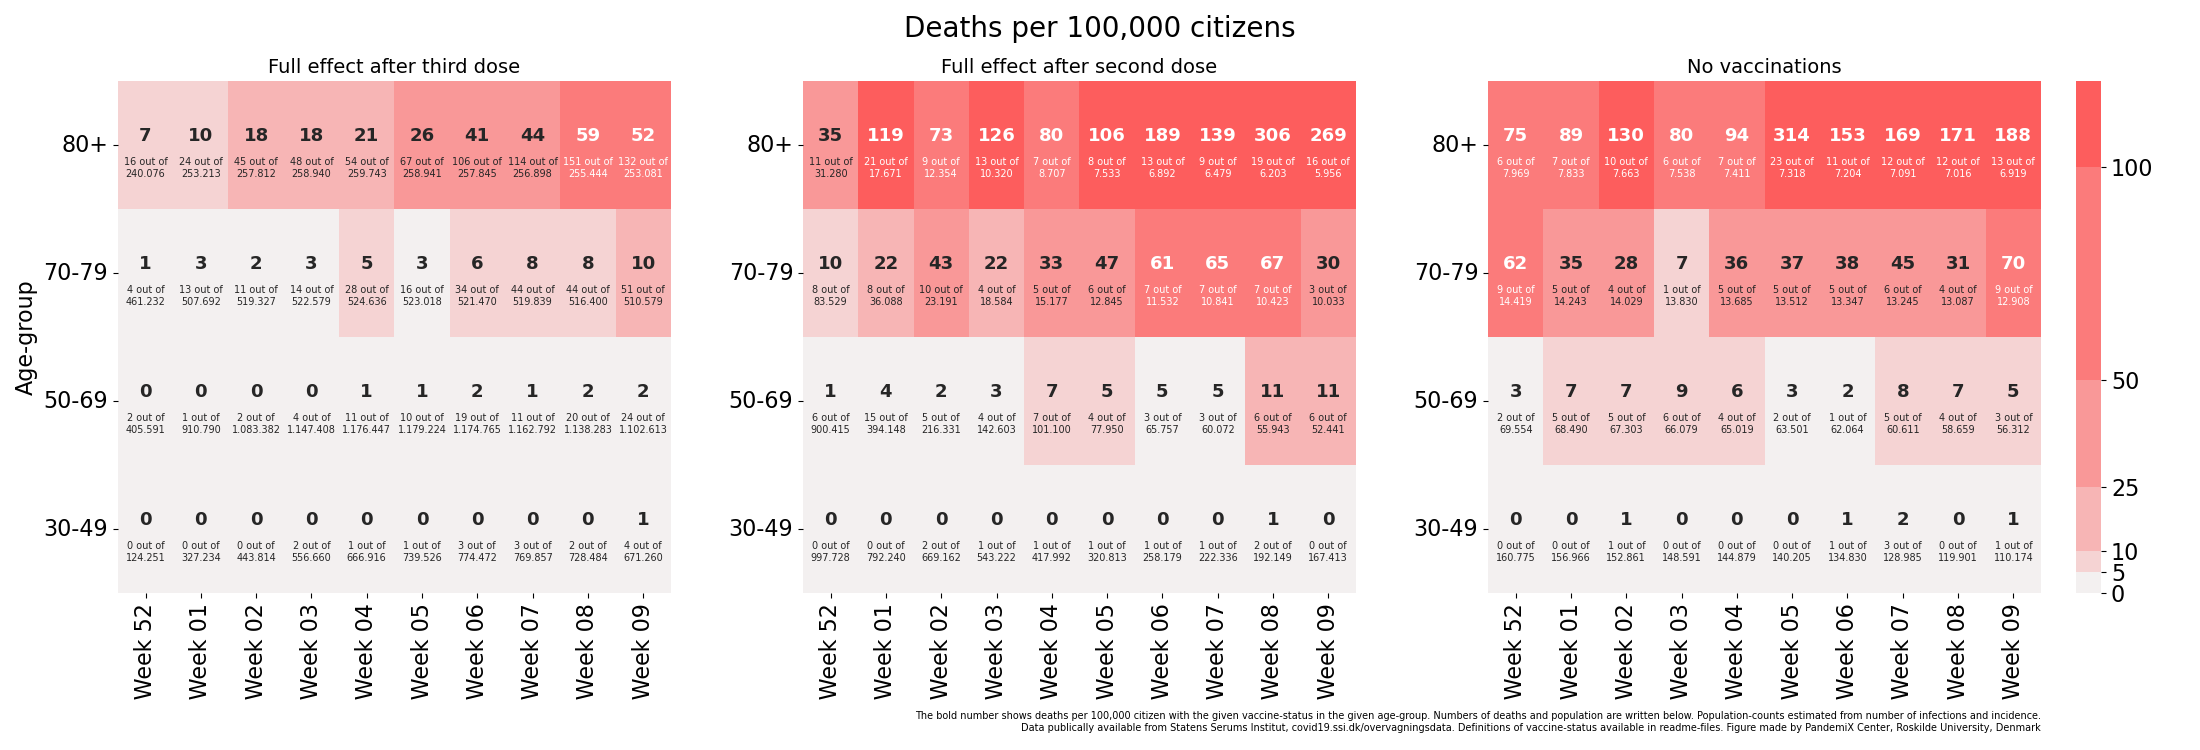 Deaths per 100,000 citizens
Full effect after third dose
Full effect after second dose
No vaccinations
Age-group
80+
7 10 18 18 21 26 41 44 59 52
16 out of 24 out of 45 out of 48 out of 54 out of 67 out of 106 out of 114 out of 151 out of 132 out of
240.076 253.213 257.812 258.940 259.743 258.941 257.845 256.898 255.444 253.081
70-79
1 3 2 3 5 3 6 8 8 10
4 out of 13 out of 11 out of 14 out of 28 out of 16 out of 34 out of 44 out of 44 out of 51 out of
461.232 507.692 519.327 522.579 524.636 523.018 521.470 519.839 516.400 510.579
50-69
0 0 0 0 1 1 2 1 2 2
2 out of 1 out of 2 out of 4 out of 11 out of 10 out of 19 out of 11 out of 20 out of 24 out of
405.591 910.790 1.083.382 1.147.408 1.176.447 1.179.224 1.174.765 1.162.792 1.138.283 1.102.613
30-49
0 0 0 0 0 0 0 0 0 1
0 out of 0 out of 0 out of 2 out of 1 out of 1 out of 3 out of 3 out of 2 out of 4 out of
124.251 327.234 443.814 556.660 666.916 739.526 774.472 769.857 728.484 671.260
Week 52 Week 01 Week 02 Week 03 Week 04 Week 05 Week 06 Week 07 Week 08 Week 09
80+
35 119 73 126 80 106 189 139 306 269
11 out of 21 out of 9 out of 13 out of 7 out of 8 out of 13 out of 9 out of 19 out of 16 out of
31.280 17.671 12.354 10.320 8.707 7.533 6.892 6.479 6.203 5.956
70-79
10 22 43 22 33 47 61 65 67 30
8 out of 8 out of 10 out of 4 out of 5 out of 6 out of 7 out of 7 out of 7 out of 3 out of
83.529 36.088 23.191 18.584 15.177 12.845 11.532 10.841 10.423 10.033
50-69
1 4 2 3 7 5 5 5 11 11
6 out of 15 out of 5 out of 4 out of 7 out of 4 out of 3 out of 3 out of 6 out of 6 out of
900.415 394.148 216.331 142.603 101.100 77.950 65.757 60.072 55.943 52.441
30-49
0 0 0 0 0 0 0 0 1 0
0 out of 0 out of 2 out of 1 out of 1 out of 1 out of 1 out of 1 out of 2 out of 0 out of
997.728 792.240 669.162 543.222 417.992 320.813 258.179 222.336 192.149 167.413
Week 52 Week 01 Week 02 Week 03 Week 04 Week 05 Week 06 Week 07 Week 08 Week 09
80+
75 89 130 80 94 314 153 169 171 188
6 out of 7 out of 10 out of 6 out of 7 out of 23 out of 11 out of 12 out of 12 out of 13 out of
7.969 7.833 7.663 7.538 7.411 7.318 7.204 7.091 7.016 6.919
70-79
62 35 28 7 36 37 38 45 31 70
9 out of 5 out of 4 out of 1 out of 5 out of 5 out of 5 out of 6 out of 4 out of 9 out of
14.419 14.243 14.029 13.830 13.685 13.512 13.347 13.245 13.087 12.908
50-69
3 7 7 9 6 3 2 8 7 5
2 out of 5 out of 5 out of 6 out of 4 out of 2 out of 1 out of 5 out of 4 out of 3 out of
69.554 68.490 67.303 66.079 65.019 63.501 62.064 60.611 58.659 56.312
30-49
0 0 1 0 0 0 1 2 0 1
0 out of 0 out of 1 out of 0 out of 0 out of 0 out of 1 out of 3 out of 0 out of 1 out of
160.775 156.966 152.861 148.591 144.879 140.205 134.830 128.985 119.901 110.174
Week 52 Week 01 Week 02 Week 03 Week 04 Week 05 Week 06 Week 07 Week 08 Week 09
100
50
25
10
5
0
The bold number shows deaths per 100,000 citizen with the given vaccine-status in the given age-group. Numbers of deaths and population are written below. Population-counts estimated from number of infections and incidence.
Data publically available from Statens Serums Institut, covid19.ssi.dk/overvagningsdata. Definitions of vaccine-status available in readme-files. Figure made by PandemiX Center, Roskilde University, Denmark